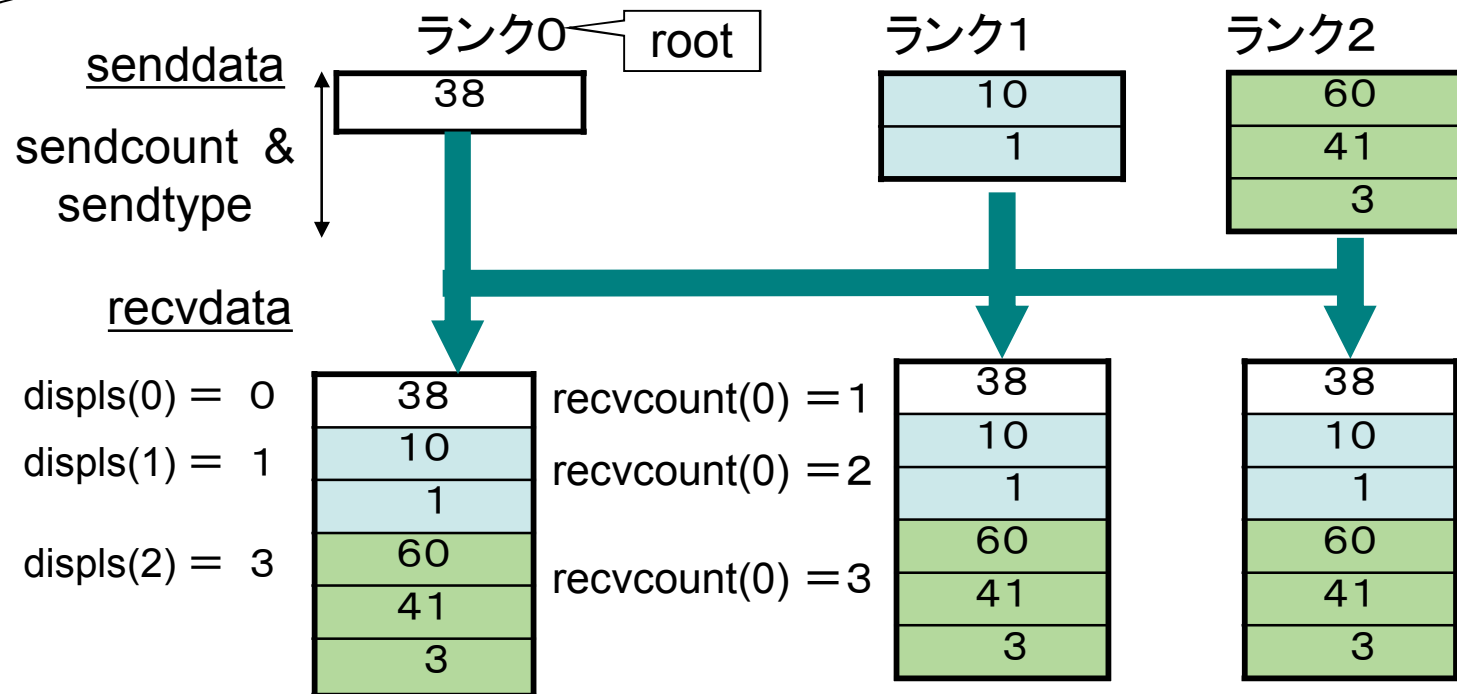 ランク0
root
ランク1
ランク2
senddata
sendcount &
sendtype
38
10
1
60
41
3
recvdata
displs(0) = 0
displs(1) = 1
displs(2) = 3
38
10
1
60
41
3
recvcount(0) =1
recvcount(0) =2
recvcount(0) =3
38
10
1
60
41
3
38
10
1
60
41
3